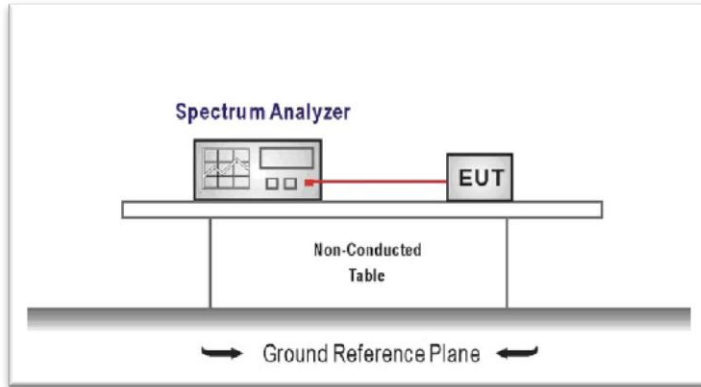 Spectrum Analyzer
EUT
Non-Conducted
Table
Ground Reference Plane